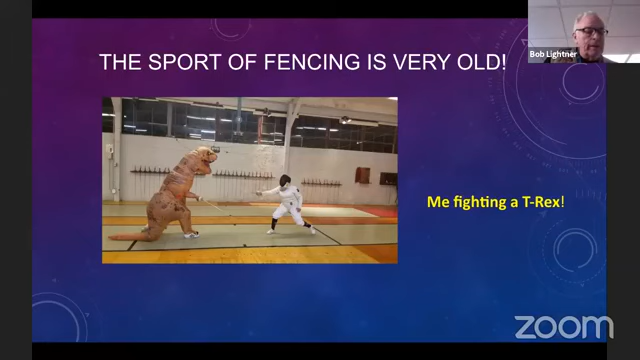 Bob Lightner
THE SPORT OF FENCING IS VERY OLD!
Me fighting a T-Rex!
zoom